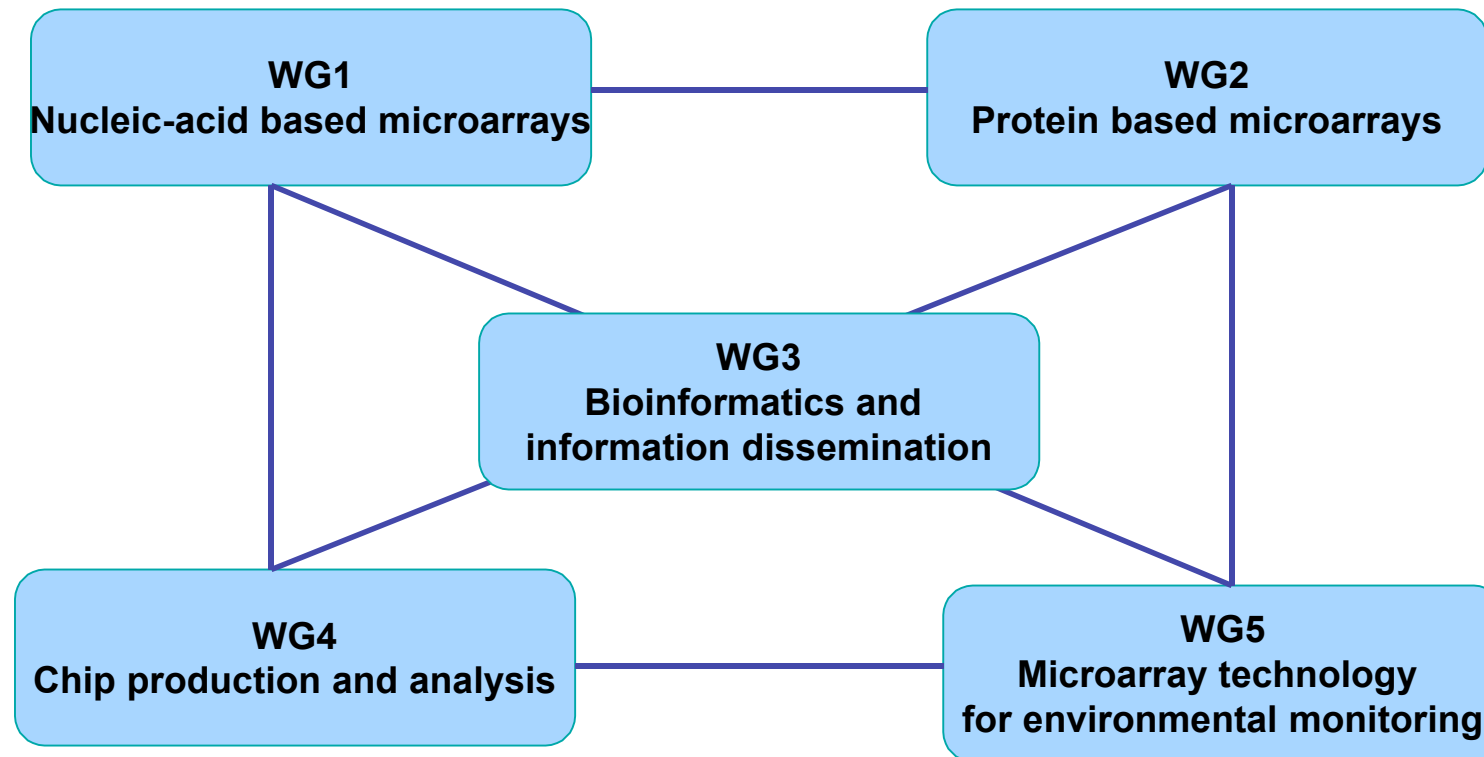 WG1
Nucleic-acid based microarrays
WG2
Protein based microarrays
WG3
Bioinformatics and
information dissemination
WG4
Chip production and analysis
WG5
Microarray technology
for environmental monitoring